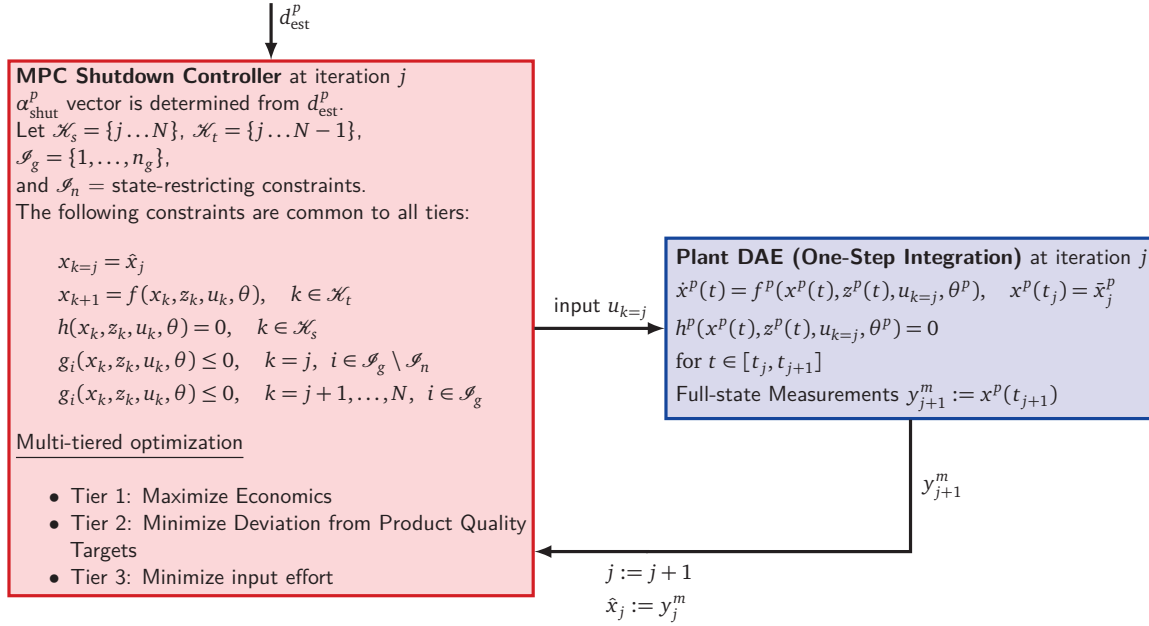 d^p_est
MPC Shutdown Controller at iteration j
α^p_shut vector is determined from d^p_est.
Let 𝒦_s = {j…N}, 𝒦_t = {j…N − 1},
ℐ_g = {1,…,n_g},
and ℐ_n = state-restricting constraints.
The following constraints are common to all tiers:
x_{k=j} = x̂_j
x_{k+1} = f(x_k, z_k, u_k, θ), k ∈ 𝒦_t
h(x_k, z_k, u_k, θ) = 0, k ∈ 𝒦_s
g_i(x_k, z_k, u_k, θ) ≤ 0, k = j, i ∈ ℐ_g \ ℐ_n
g_i(x_k, z_k, u_k, θ) ≤ 0, k = j + 1,…,N, i ∈ ℐ_g
Multi-tiered optimization
• Tier 1: Maximize Economics
• Tier 2: Minimize Deviation from Product Quality
Targets
• Tier 3: Minimize input effort
input u_{k=j}
Plant DAE (One-Step Integration) at iteration j
ẋ^p(t) = f^p(x^p(t), z^p(t), u_{k=j}, θ^p), x^p(t_j) = x̄^p_j
h^p(x^p(t), z^p(t), u_{k=j}, θ^p) = 0
for t ∈ [t_j, t_{j+1}]
Full-state Measurements y^m_{j+1} := x^p(t_{j+1})
y^m_{j+1}
j := j + 1
x̂_j := y^m_j